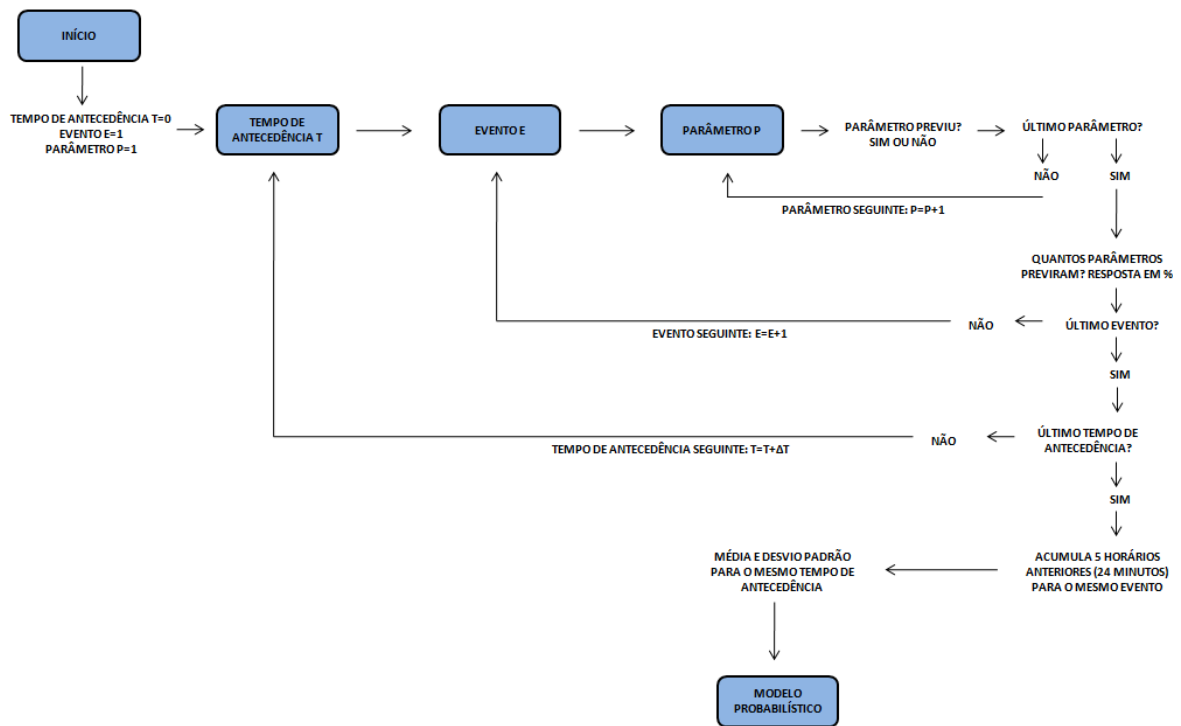 INÍCIO
TEMPO DE ANTECEDÊNCIA T=0
EVENTO E=1
PARÂMETRO P=1
TEMPO DE
ANTECEDÊNCIA T
EVENTO E
PARÂMETRO P
PARÂMETRO PREVIU?
SIM OU NÃO
ÚLTIMO PARÂMETRO?
NÃO
SIM
PARÂMETRO SEGUINTE: P=P+1
QUANTOS PARÂMETROS
PREVIRAM? RESPOSTA EM %
ÚLTIMO EVENTO?
NÃO
EVENTO SEGUINTE: E=E+1
SIM
ÚLTIMO TEMPO DE
ANTECEDÊNCIA?
NÃO
TEMPO DE ANTECEDÊNCIA SEGUINTE: T=T+ΔT
SIM
ACUMULA 5 HORÁRIOS
ANTERIORES (24 MINUTOS)
PARA O MESMO EVENTO
MÉDIA E DESVIO PADRÃO
PARA O MESMO TEMPO DE
ANTECEDÊNCIA
MODELO
PROBABILÍSTICO